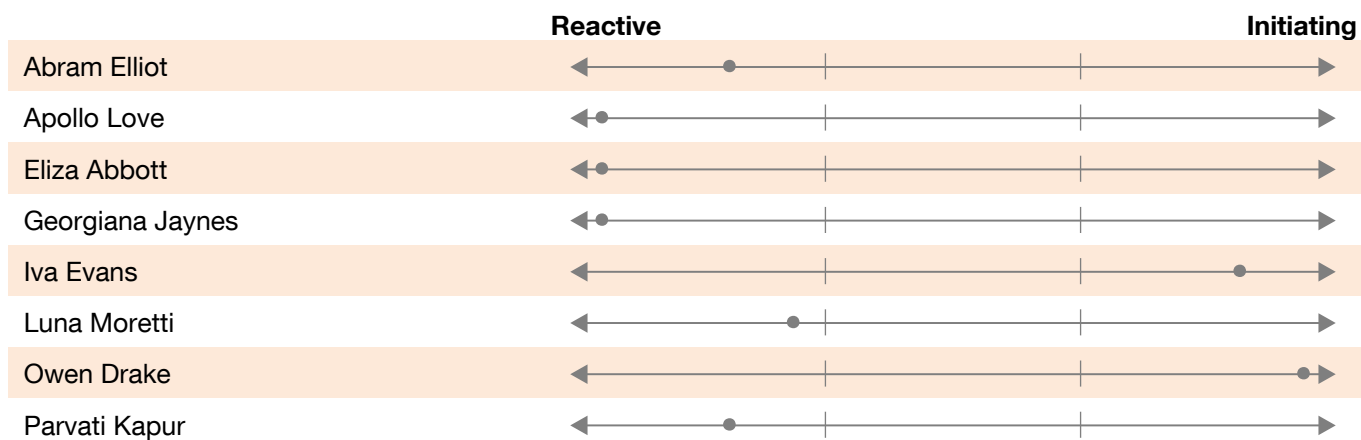 Reactive Initiating
Abram Elliot
Apollo Love
Eliza Abbott
Georgiana Jaynes
Iva Evans
Luna Moretti
Owen Drake
Parvati Kapur